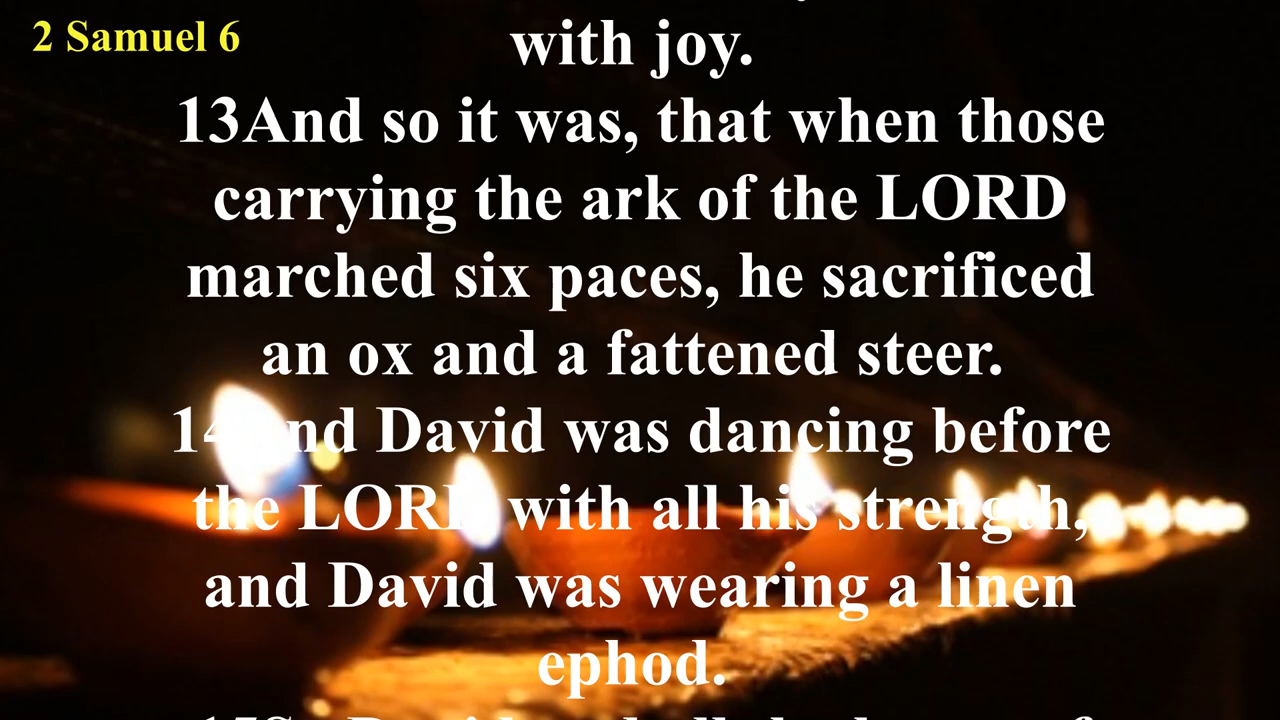 2 Samuel 6
with joy.
13And so it was, that when those
carrying the ark of the LORD
marched six paces, he sacrificed
an ox and a fattened steer.
14And David was dancing before
the LORD with all his strength,
and David was wearing a linen
ephod.